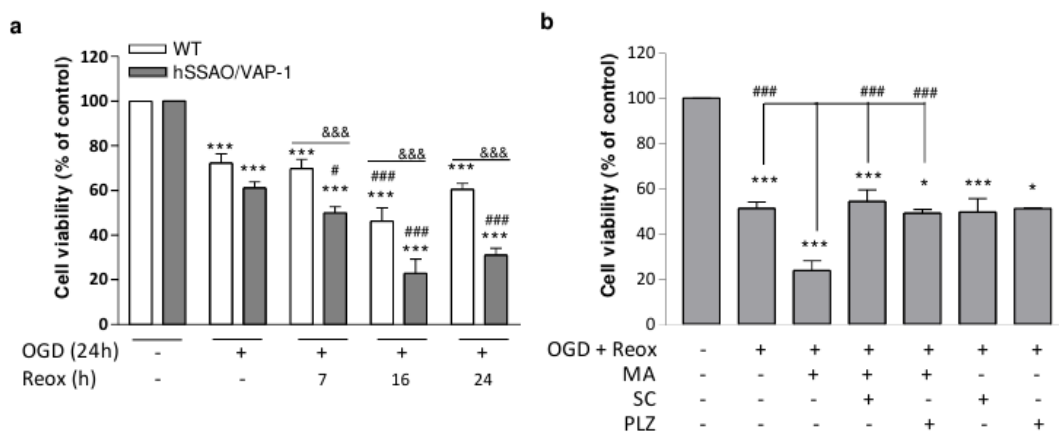 a
WT
hSSAO/VAP-1
Cell viability (% of control)
120
100
80
60
40
20
0
*** *** *** &&& # *** ### *** &&& ### *** *** &&& ### ***
OGD (24h) - + + + +
Reox (h) - - 7 16 24
b
Cell viability (% of control)
120
100
80
60
40
20
0
### ### ###
*** *** *** * *** *
OGD + Reox - + + + + + +
MA - - + + + - -
SC - - - + - + -
PLZ - - - - + - +